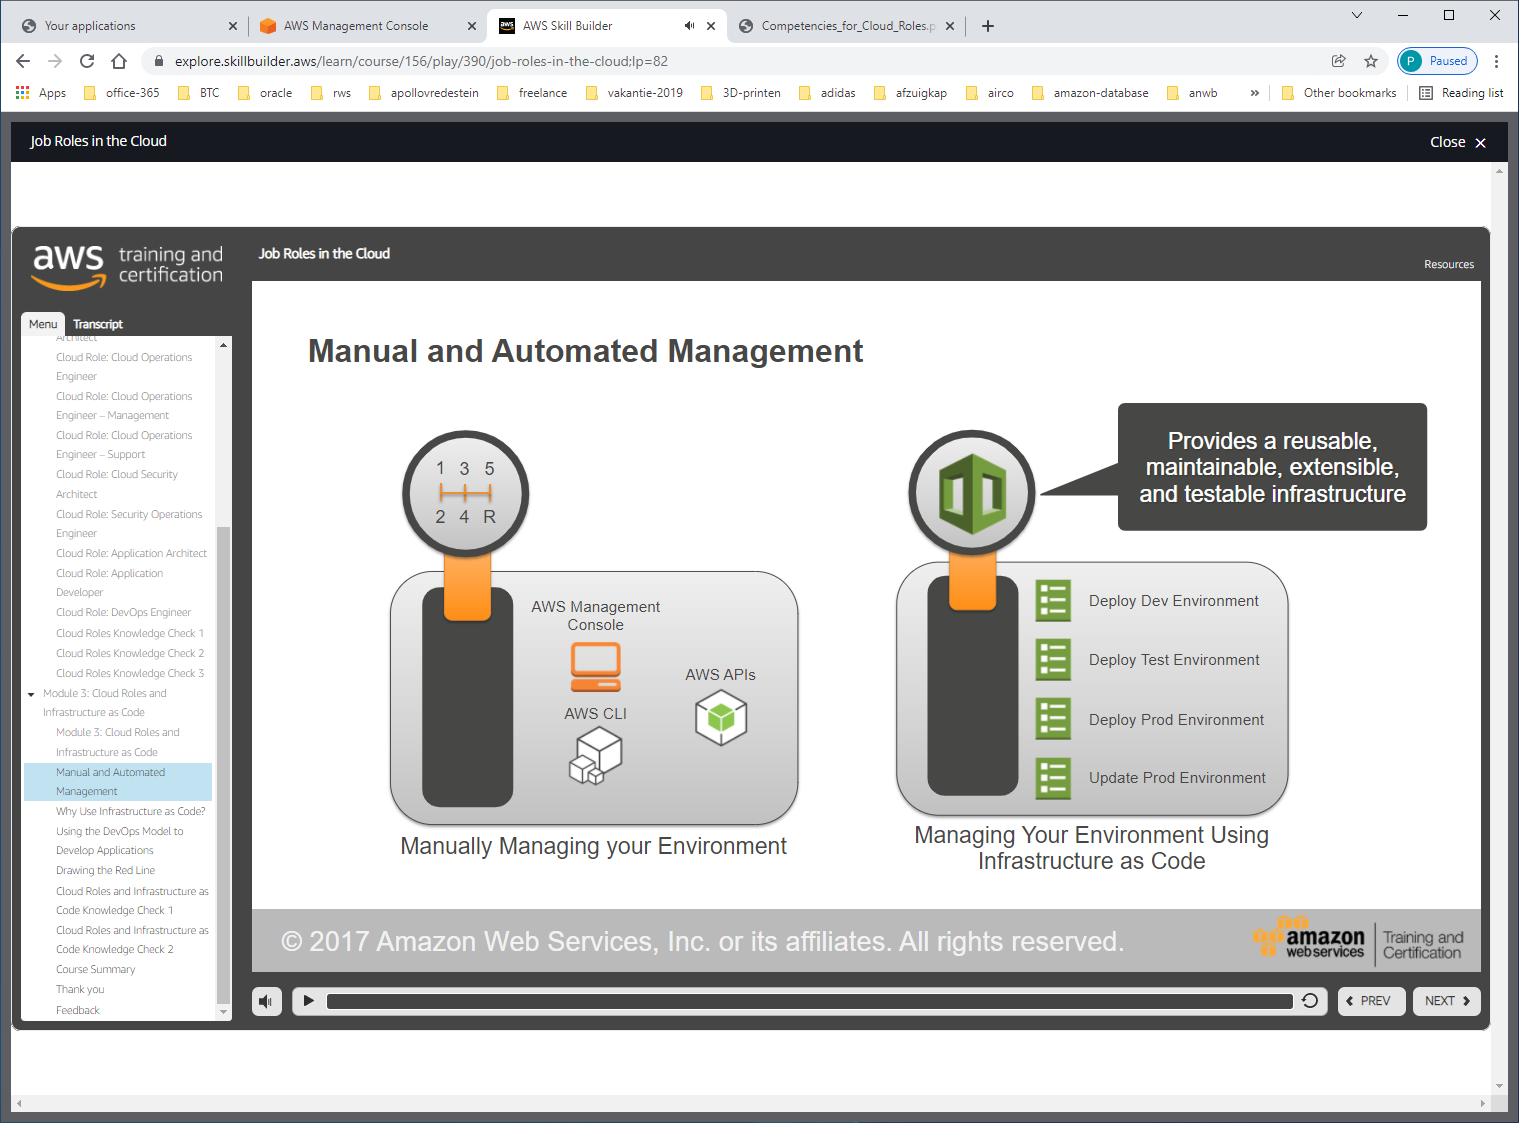 Your applications
AWS Management Console
AWS Skill Builder
Competencies_for_Cloud_Roles.p
explore.skillbuilder.aws/learn/course/156/play/390/job-roles-in-the-cloud;lp=82
P Paused
Apps office-365 BTC oracle rws apollovredestein freelance vakantie-2019 3D-printen adidas afzuigkap airco amazon-database anwb » Other bookmarks Reading list
Job Roles in the Cloud
Close
aws training and
certification
Job Roles in the Cloud
Resources
Menu Transcript
Architect
Cloud Role: Cloud Operations
Engineer
Cloud Role: Cloud Operations
Engineer – Management
Cloud Role: Cloud Operations
Engineer – Support
Cloud Role: Cloud Security
Architect
Cloud Role: Security Operations
Engineer
Cloud Role: Application Architect
Cloud Role: Application
Developer
Cloud Role: DevOps Engineer
Cloud Roles Knowledge Check 1
Cloud Roles Knowledge Check 2
Cloud Roles Knowledge Check 3
Module 3: Cloud Roles and
Infrastructure as Code
Module 3: Cloud Roles and
Infrastructure as Code
Manual and Automated
Management
Why Use Infrastructure as Code?
Using the DevOps Model to
Develop Applications
Drawing the Red Line
Cloud Roles and Infrastructure as
Code Knowledge Check 1
Cloud Roles and Infrastructure as
Code Knowledge Check 2
Course Summary
Thank you
Feedback
Manual and Automated Management
1 3 5
2 4 R
AWS Management
Console
AWS CLI
AWS APIs
Manually Managing your Environment
Provides a reusable,
maintainable, extensible,
and testable infrastructure
Deploy Dev Environment
Deploy Test Environment
Deploy Prod Environment
Update Prod Environment
Managing Your Environment Using
Infrastructure as Code
© 2017 Amazon Web Services, Inc. or its affiliates. All rights reserved.
amazon
webservices
Training and
Certification
PREV
NEXT